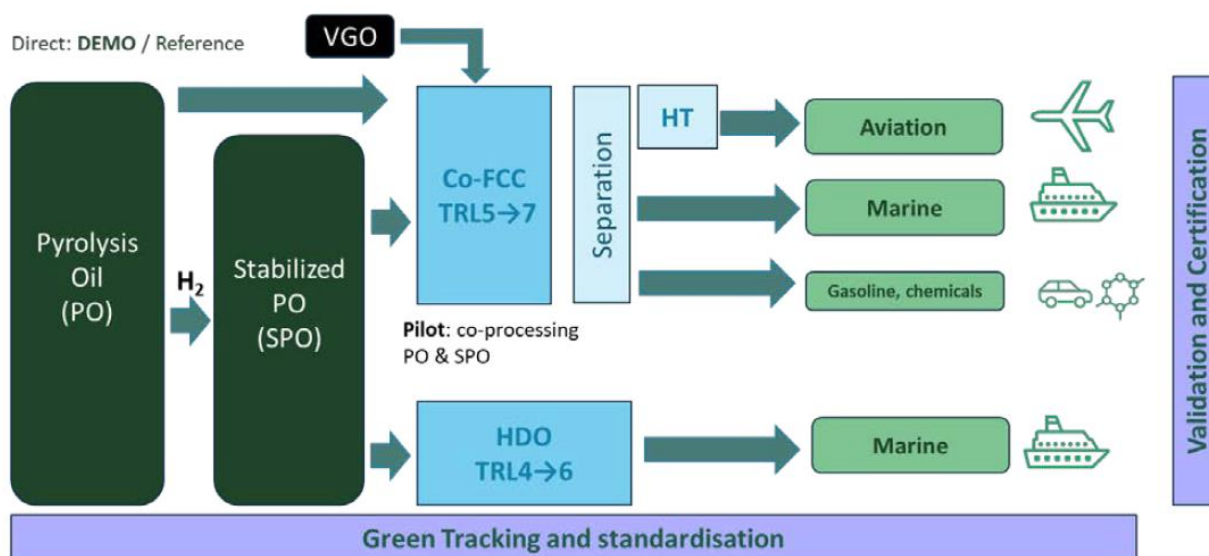 Direct: DEMO / Reference
VGO
Pyrolysis
Oil
(PO)
H₂
Stabilized
PO
(SPO)
Co-FCC
TRL5→7
Pilot: co-processing
PO & SPO
HDO
TRL4→6
Separation
HT
Aviation
Marine
Gasoline, chemicals
Marine
Validation and Certification
Green Tracking and standardisation